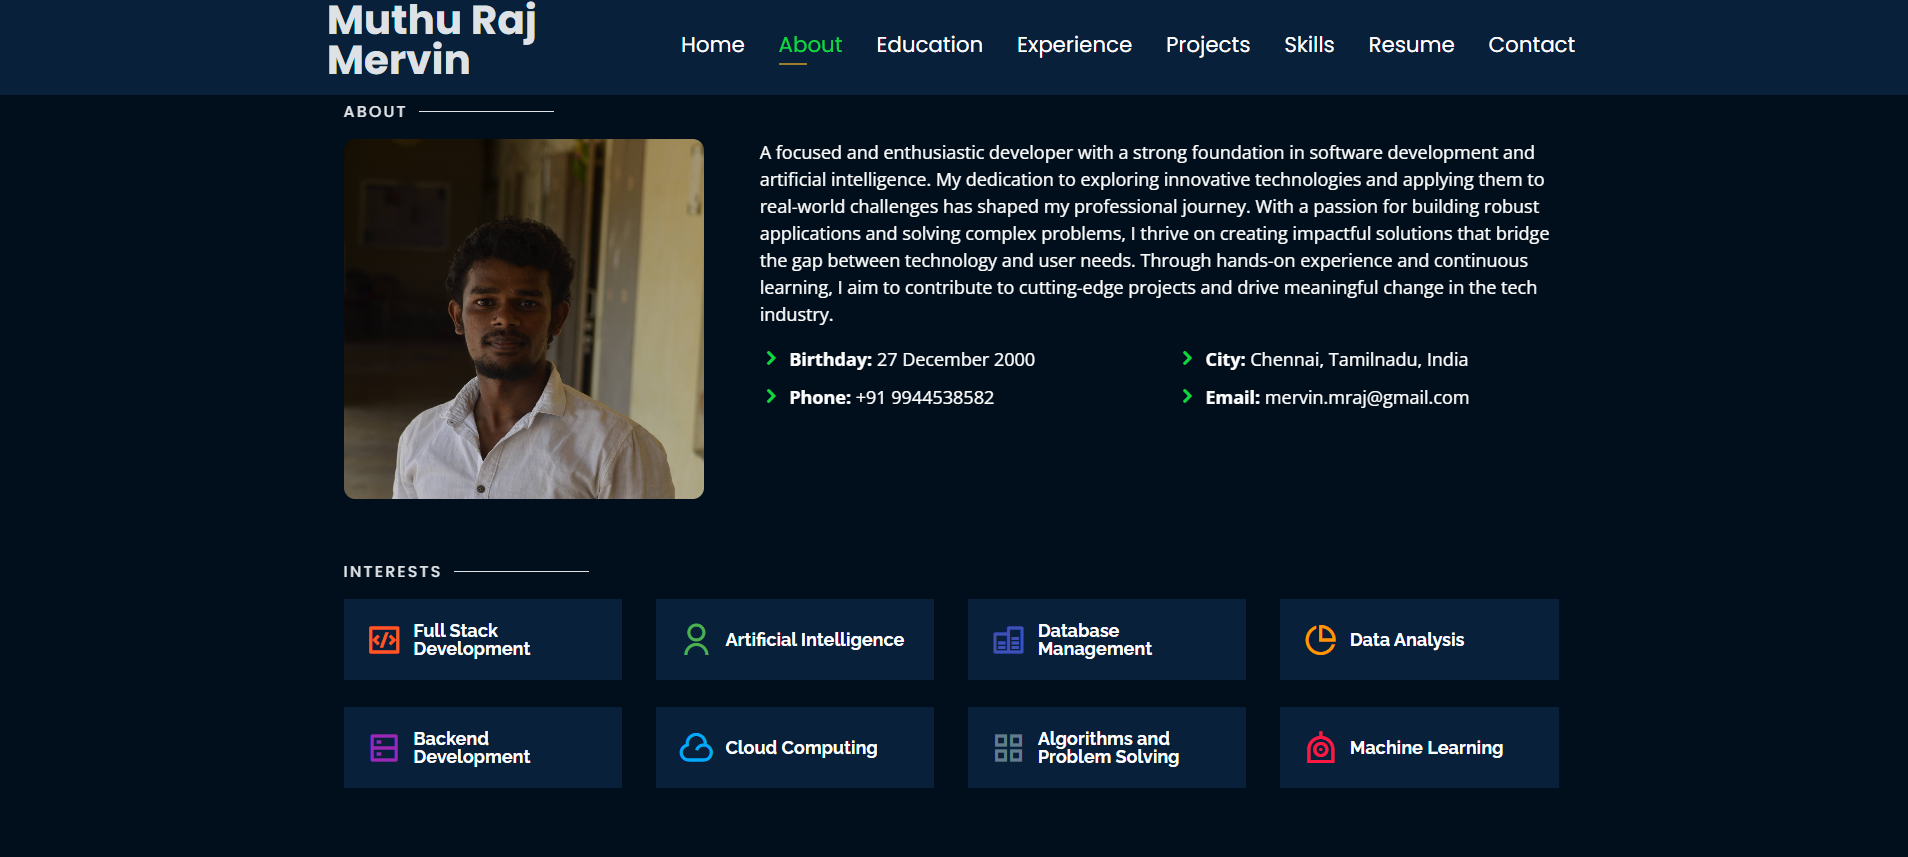 Muthu Raj
Mervin
Home About Education Experience Projects Skills Resume Contact
ABOUT
A focused and enthusiastic developer with a strong foundation in software development and
artificial intelligence. My dedication to exploring innovative technologies and applying them to
real-world challenges has shaped my professional journey. With a passion for building robust
applications and solving complex problems, I thrive on creating impactful solutions that bridge
the gap between technology and user needs. Through hands-on experience and continuous
learning, I aim to contribute to cutting-edge projects and drive meaningful change in the tech
industry.
Birthday: 27 December 2000
City: Chennai, Tamilnadu, India
Phone: +91 9944538582
Email: mervin.mraj@gmail.com
INTERESTS
Full Stack
Development
Artificial Intelligence
Database
Management
Data Analysis
Backend
Development
Cloud Computing
Algorithms and
Problem Solving
Machine Learning